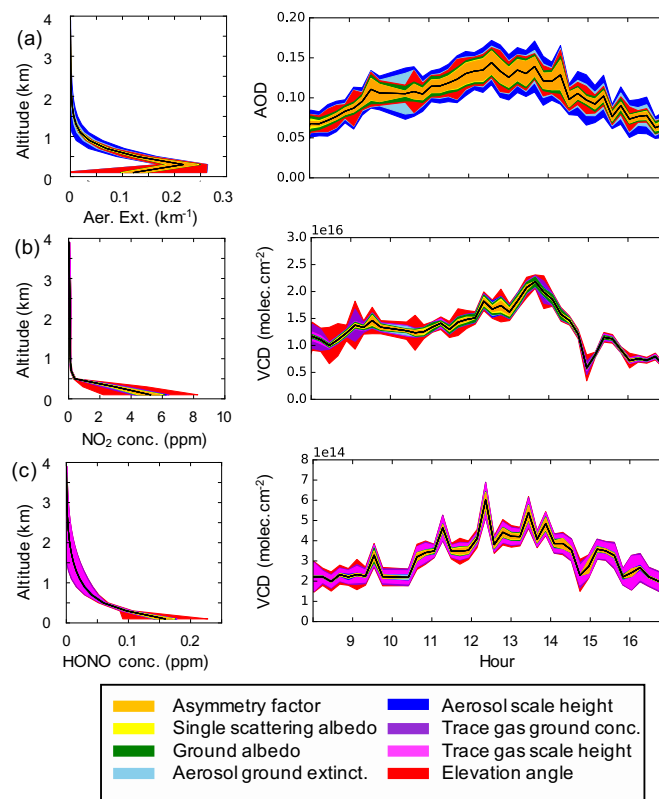 (a)
4
3
2
1
0
Altitude (km)
0
0.1
0.2
0.3
Aer. Ext. (km⁻¹)
0.20
0.15
0.10
0.05
0.00
AOD
(b)
4
3
2
1
0
Altitude (km)
0
2
4
6
8
10
NO₂ conc. (ppm)
1e16
3.0
2.5
2.0
1.5
1.0
0.5
0.0
VCD (molec.cm⁻²)
(c)
4
3
2
1
0
Altitude (km)
0
0.1
0.2
HONO conc. (ppm)
1e14
8
7
6
5
4
3
2
1
0
VCD (molec.cm⁻²)
9
10
11
12
13
14
15
16
Hour
Asymmetry factor
Single scattering albedo
Ground albedo
Aerosol ground extinct.
Aerosol scale height
Trace gas ground conc.
Trace gas scale height
Elevation angle